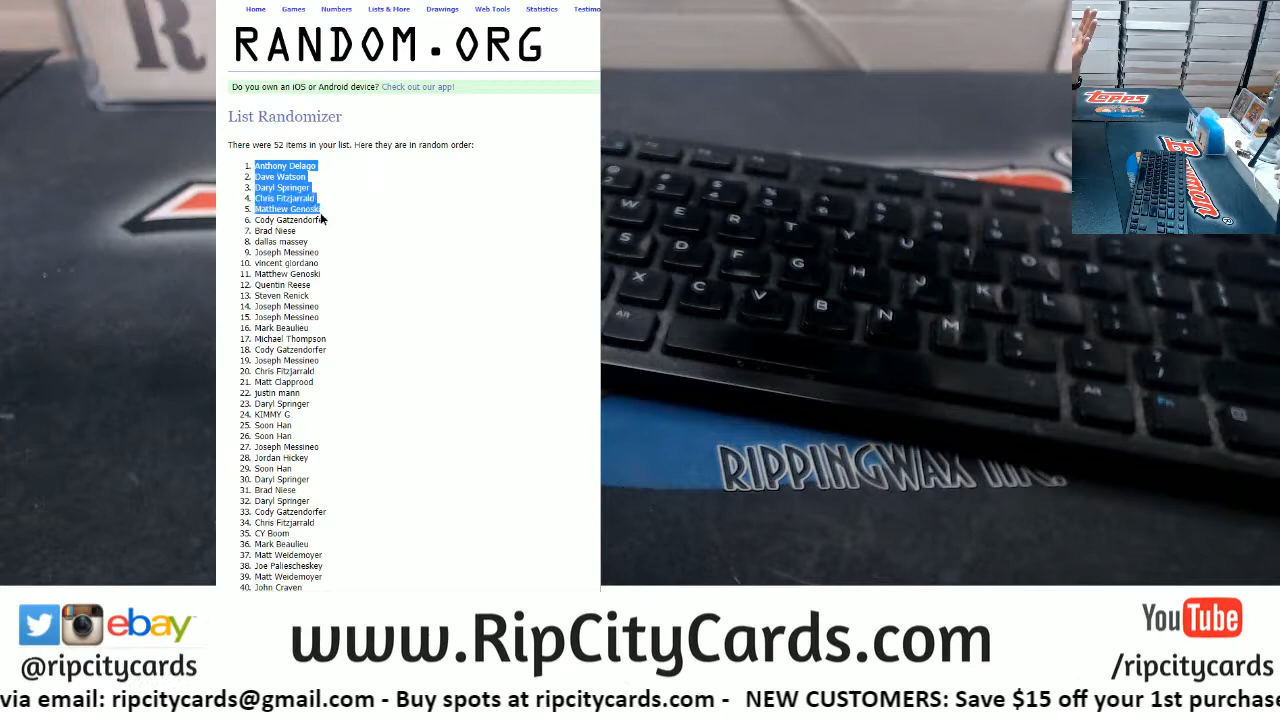 Home Games Numbers Lists & More Drawings Web Tools Statistics Testimo
RANDOM.ORG
Do you own an iOS or Android device? Check out our app!
List Randomizer
There were 52 items in your list. Here they are in random order:
1. Anthony Delago
2. Dave Watson
3. Daryl Springer
4. Chris Fitzjarrald
5. Matthew Genoski
6. Cody Gatzendorfer
7. Brad Niese
8. dallas massey
9. Joseph Messineo
10. vincent giordano
11. Matthew Genoski
12. Quentin Reese
13. Steven Renick
14. Joseph Messineo
15. Joseph Messineo
16. Mark Beaulieu
17. Michael Thompson
18. Cody Gatzendorfer
19. Joseph Messineo
20. Chris Fitzjarrald
21. Matt Clapprood
22. justin mann
23. Daryl Springer
24. KIMMY G
25. Soon Han
26. Soon Han
27. Joseph Messineo
28. Jordan Hickey
29. Soon Han
30. Daryl Springer
31. Brad Niese
32. Daryl Springer
33. Cody Gatzendorfer
34. Chris Fitzjarrald
35. CY Boom
36. Mark Beaulieu
37. Matt Weidemoyer
38. Joe Paliescheskey
39. Matt Weidemoyer
40. John Craven
R
Topps
Bowman
W E R T Y U I O P
S D F G H J K L
X C V B N M
Alt
Alt Fn
RIPPINGWAX INC.
ebay
@ripcitycards
www.RipCityCards.com
YouTube
/ripcitycards
via email: ripcitycards@gmail.com - Buy spots at ripcitycards.com - NEW CUSTOMERS: Save $15 off your 1st purchase